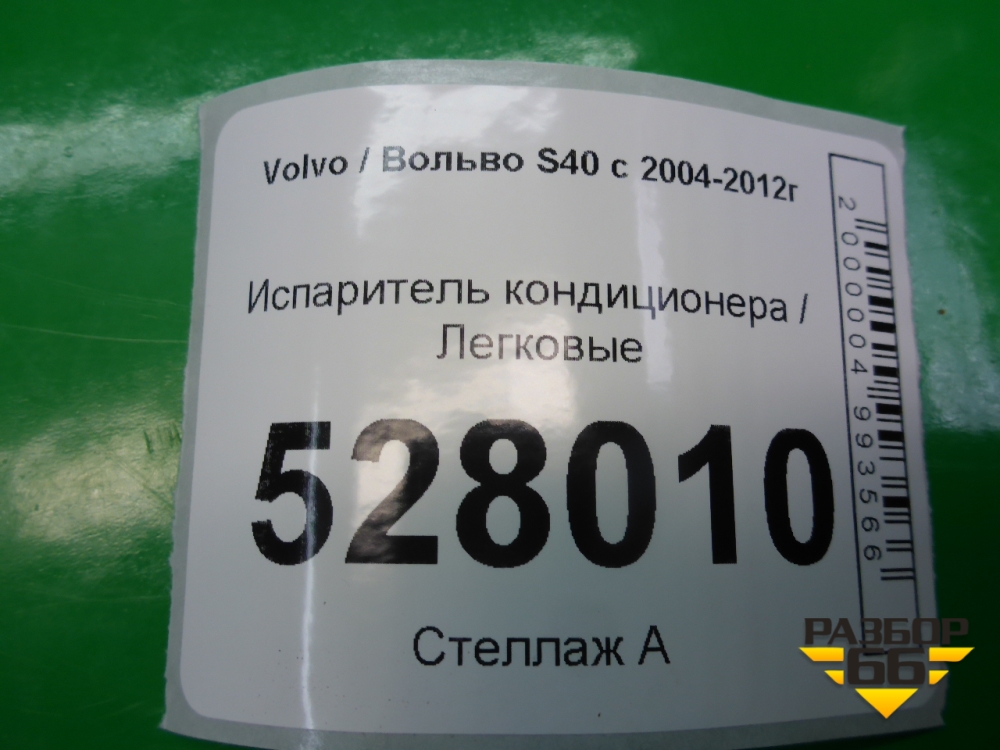 Volvo / Вольво S40 с 2004-2012г
Испаритель кондиционера /
Легковые
528010
Стеллаж А
2000004993566
РАЗБОР
66